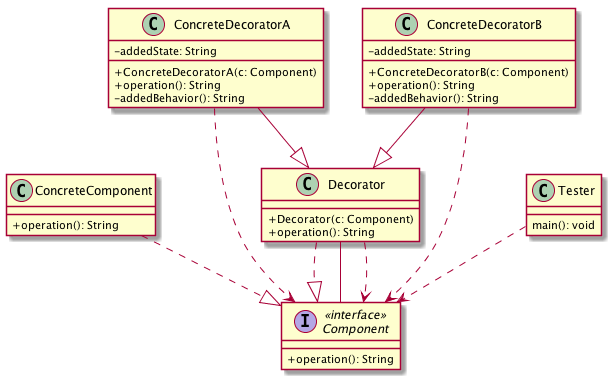 C ConcreteDecoratorA
–addedState: String
+ConcreteDecoratorA(c: Component)
+operation(): String
–addedBehavior(): String
C ConcreteDecoratorB
–addedState: String
+ConcreteDecoratorB(c: Component)
+operation(): String
–addedBehavior(): String
C ConcreteComponent
+operation(): String
C Decorator
+Decorator(c: Component)
+operation(): String
C Tester
main(): void
I «interface»
Component
+operation(): String